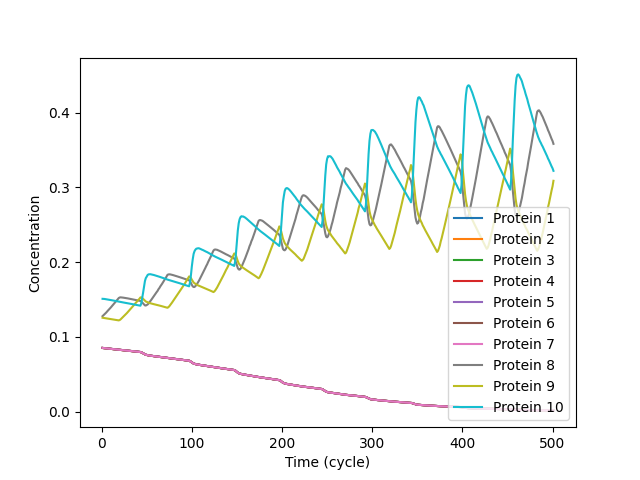 0.4
0.3
0.2
0.1
0.0
Concentration
0
100
200
300
400
500
Time (cycle)
Protein 1
Protein 2
Protein 3
Protein 4
Protein 5
Protein 6
Protein 7
Protein 8
Protein 9
Protein 10